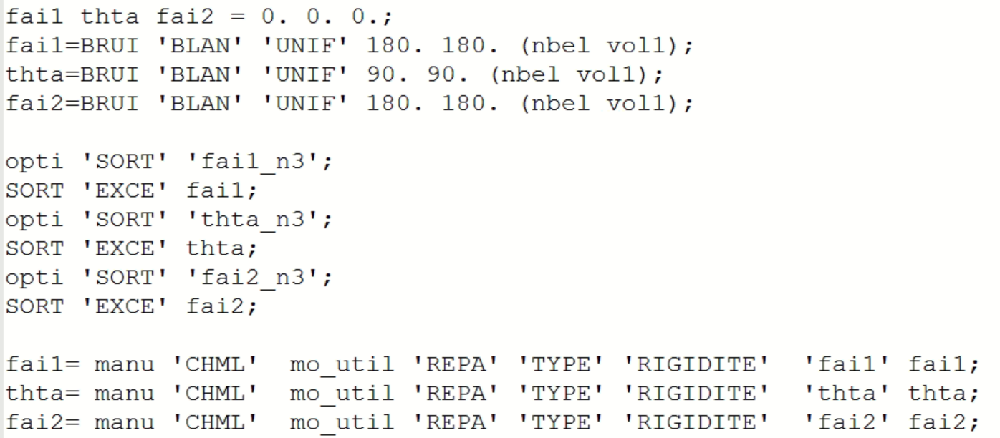 fai1 thta fai2 = 0. 0. 0.;
fai1=BRUI 'BLAN' 'UNIF' 180. 180. (nbel vol1);
thta=BRUI 'BLAN' 'UNIF' 90. 90. (nbel vol1);
fai2=BRUI 'BLAN' 'UNIF' 180. 180. (nbel vol1);
opti 'SORT' 'fai1_n3';
SORT 'EXCE' fai1;
opti 'SORT' 'thta_n3';
SORT 'EXCE' thta;
opti 'SORT' 'fai2_n3';
SORT 'EXCE' fai2;
fai1= manu 'CHML'  mo_util 'REPA' 'TYPE' 'RIGIDITE'  'fai1' fai1;
thta= manu 'CHML'  mo_util 'REPA' 'TYPE' 'RIGIDITE'  'thta' thta;
fai2= manu 'CHML'  mo_util 'REPA' 'TYPE' 'RIGIDITE'  'fai2' fai2;